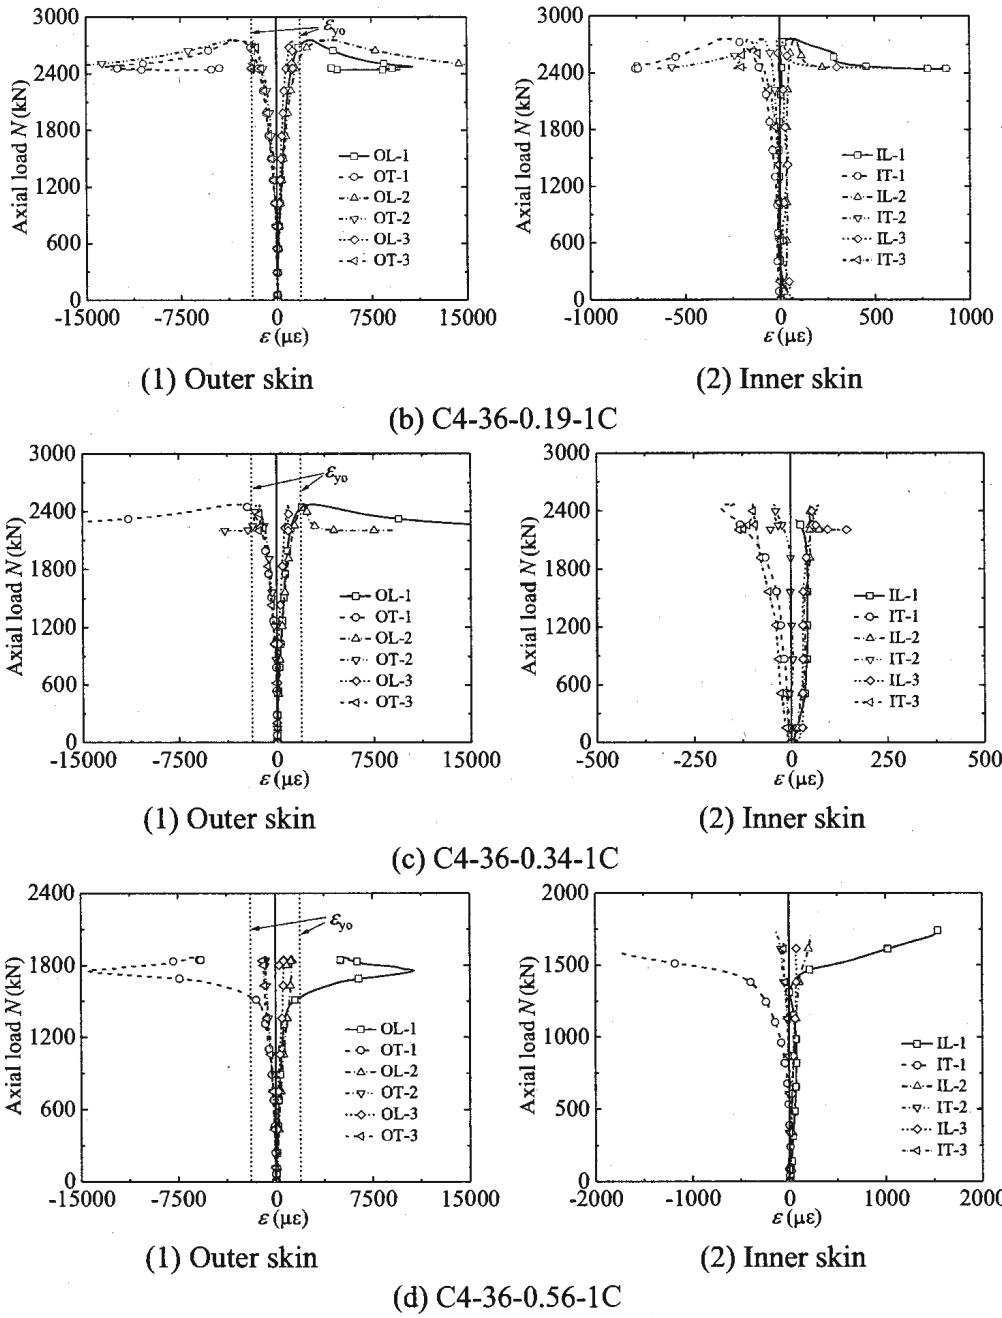 3000
2400
1800
1200
600
0
Axial load N (kN)
εyo
OL-1
OT-1
OL-2
OT-2
OL-3
OT-3
-15000 -7500 0 7500 15000
ε (με)
3000
2400
1800
1200
600
0
Axial load N (kN)
IL-1
IT-1
IL-2
IT-2
IL-3
IT-3
-1000 -500 0 500 1000
ε (με)
(1) Outer skin (2) Inner skin
(b) C4-36-0.19-1C
3000
2400
1800
1200
600
0
Axial load N (kN)
εyo
OL-1
OT-1
OL-2
OT-2
OL-3
OT-3
-15000 -7500 0 7500 15000
ε (με)
3000
2400
1800
1200
600
0
Axial load N (kN)
IL-1
IT-1
IL-2
IT-2
IL-3
IT-3
-500 -250 0 250 500
ε (με)
(1) Outer skin (2) Inner skin
(c) C4-36-0.34-1C
2400
1800
1200
600
0
Axial load N (kN)
εyo
OL-1
OT-1
OL-2
OT-2
OL-3
OT-3
-15000 -7500 0 7500 15000
ε (με)
2000
1500
1000
500
0
Axial load N (kN)
IL-1
IT-1
IL-2
IT-2
IL-3
IT-3
-2000 -1000 0 1000 2000
ε (με)
(1) Outer skin (2) Inner skin
(d) C4-36-0.56-1C